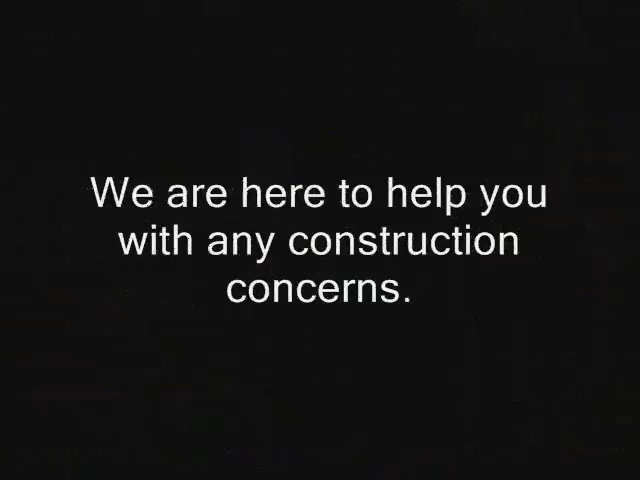 We are here to help you
with any construction
concerns.